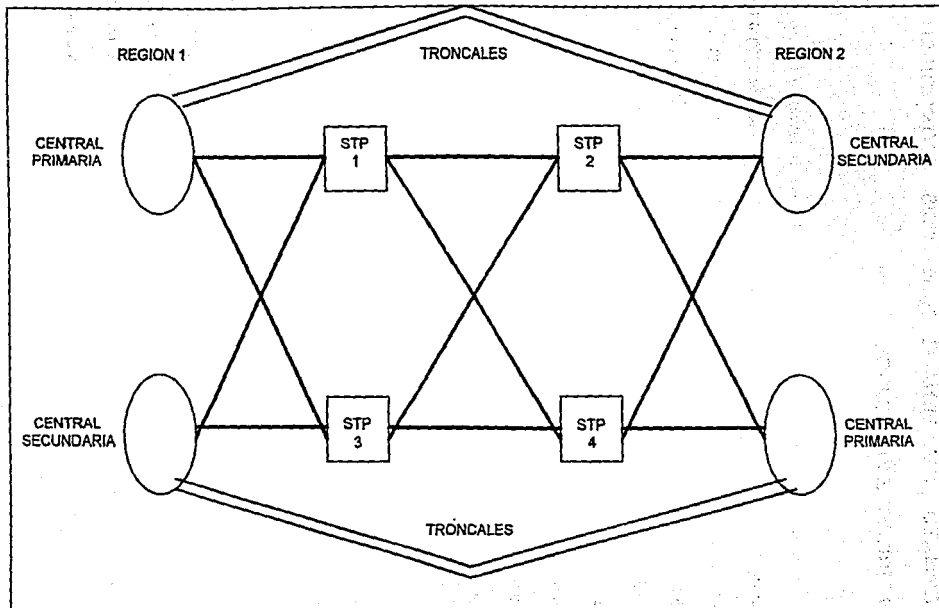 REGION 1
TRONCALES
REGION 2
CENTRAL
PRIMARIA
STP
1
STP
2
CENTRAL
SECUNDARIA
CENTRAL
SECUNDARIA
STP
3
STP
4
CENTRAL
PRIMARIA
TRONCALES